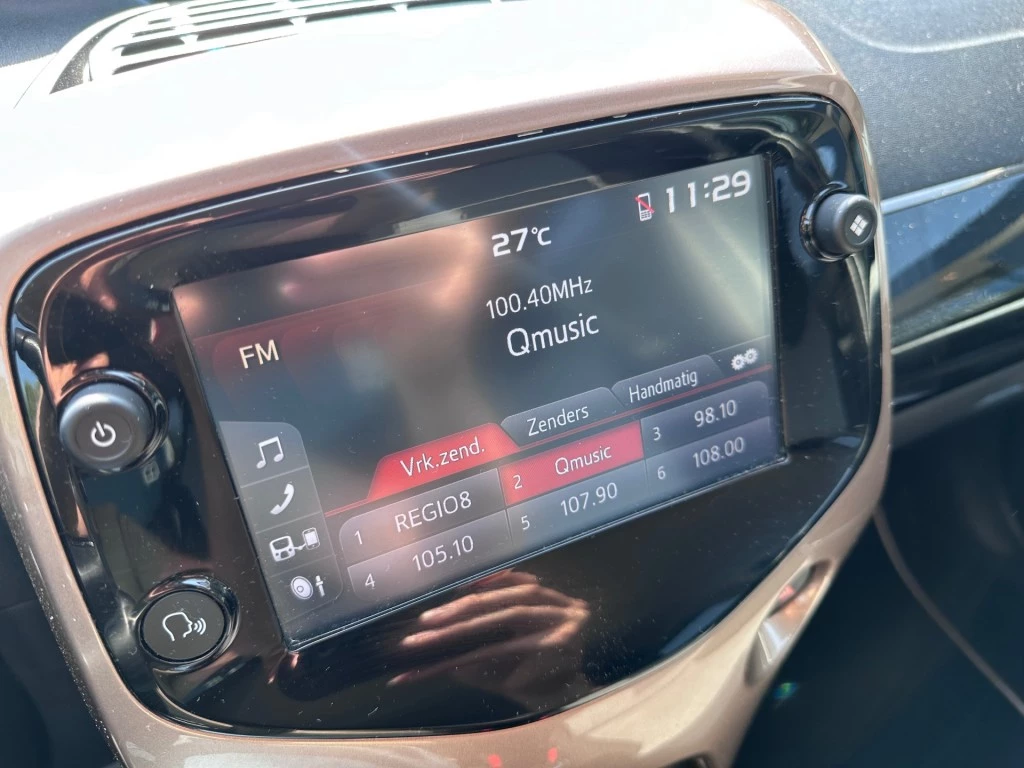 11:29
27°C
100.40MHz
Qmusic
FM
Vrk.zend. Zenders Handmatig
1 REGIO8 2 Qmusic 3 98.10
4 105.10 5 107.90 6 108.00